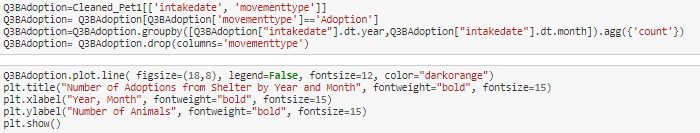 Q3BAdoption=Cleaned_Pet1[['intakedate', 'movementtype']]
Q3BAdoption= Q3BAdoption[Q3BAdoption['movementtype']=='Adoption']
Q3BAdoption=Q3BAdoption.groupby([Q3BAdoption["intakedate"].dt.year,Q3BAdoption["intakedate"].dt.month]).agg({'count'})
Q3BAdoption= Q3BAdoption.drop(columns='movementtype')
Q3BAdoption.plot.line( figsize=(18,8), legend=False, fontsize=12, color="darkorange")
plt.title("Number of Adoptions from Shelter by Year and Month", fontweight="bold", fontsize=15)
plt.xlabel("Year, Month", fontweight="bold", fontsize=15)
plt.ylabel("Number of Animals", fontweight="bold", fontsize=15)
plt.show()